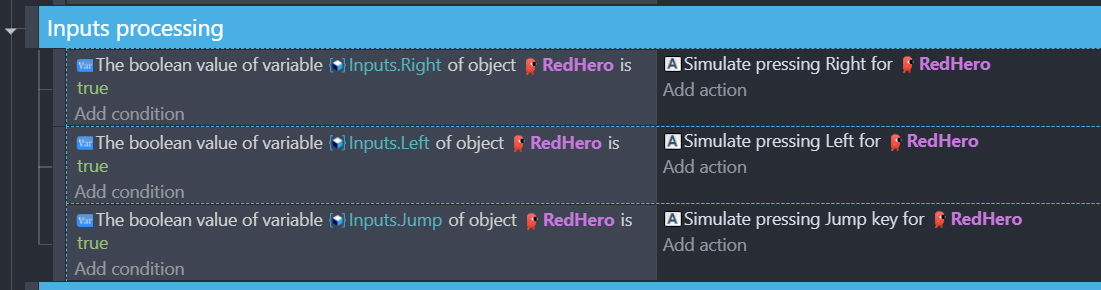 Inputs processing
Var The boolean value of variable Inputs.Right of object RedHero is
true
Add condition
A Simulate pressing Right for RedHero
Add action
Var The boolean value of variable Inputs.Left of object RedHero is
true
Add condition
A Simulate pressing Left for RedHero
Add action
Var The boolean value of variable Inputs.Jump of object RedHero is
true
Add condition
A Simulate pressing Jump key for RedHero
Add action